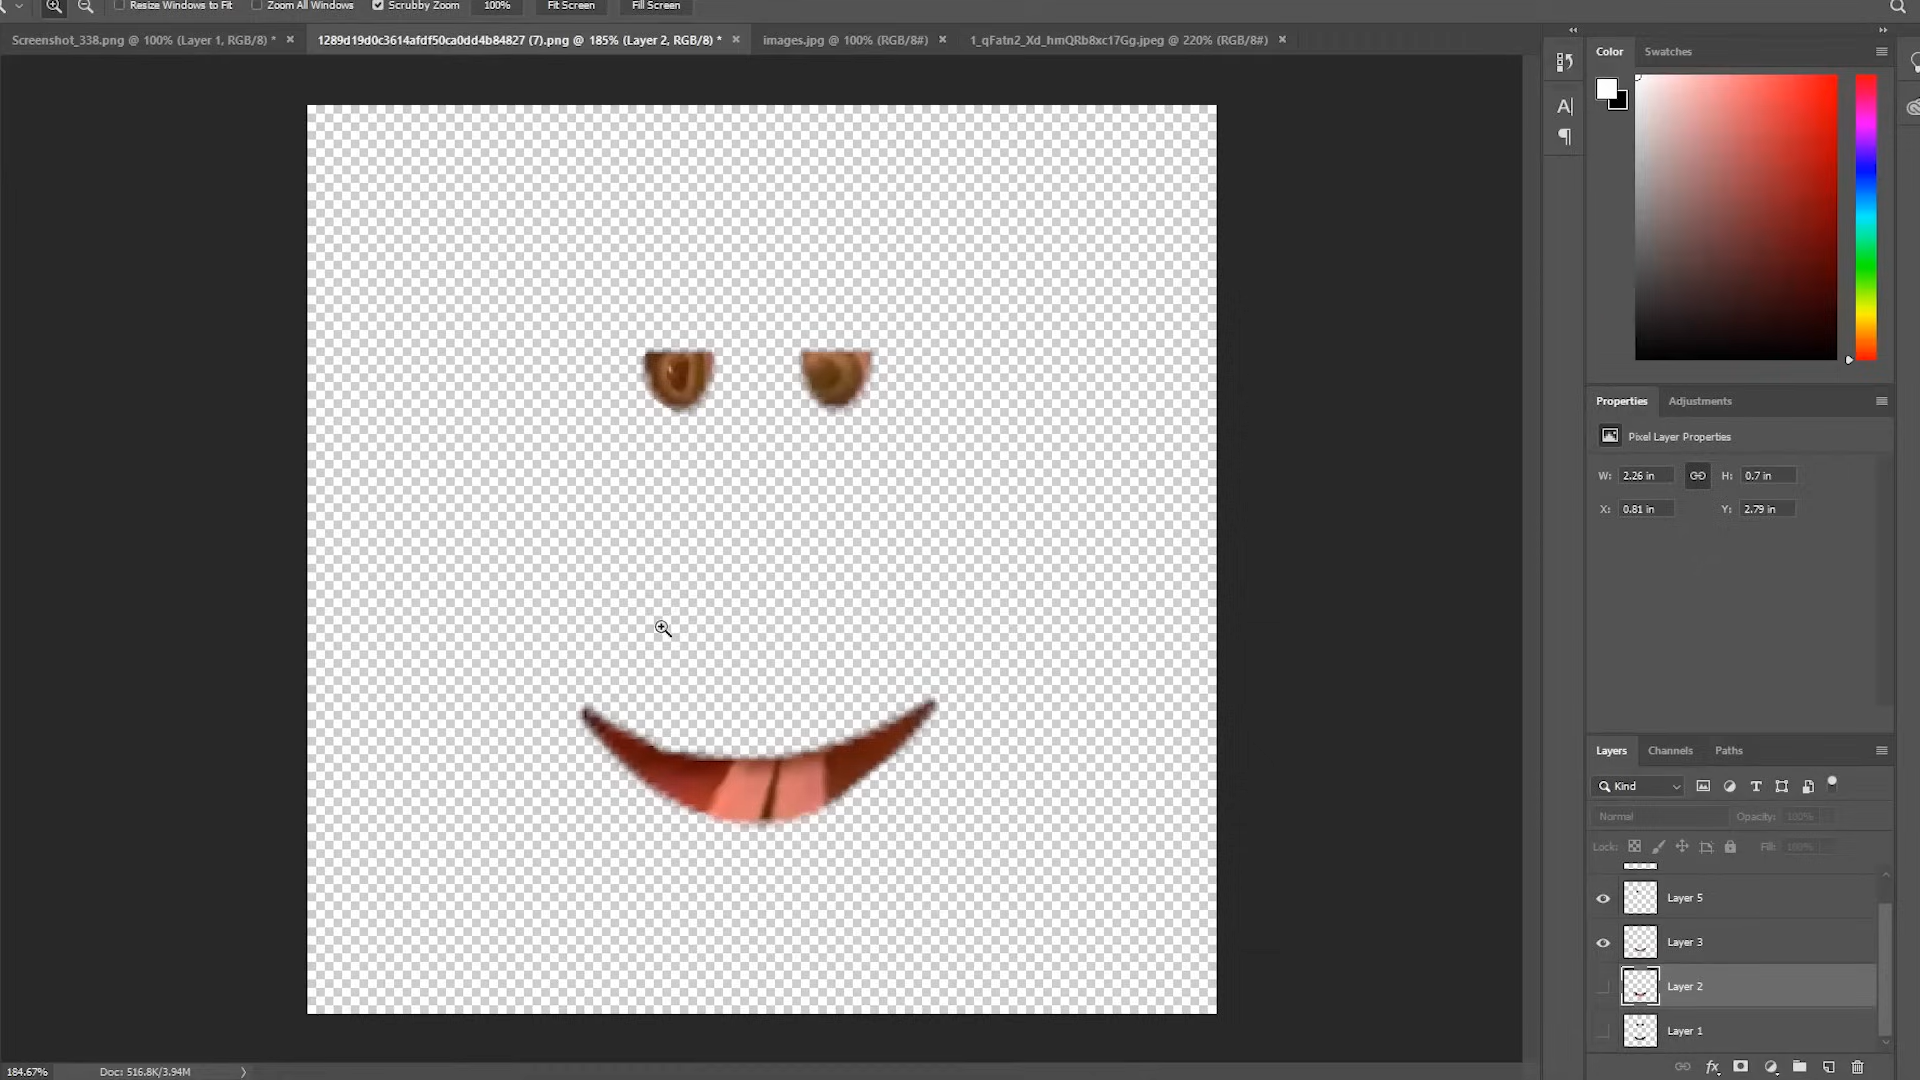 Resize Windows to Fit Zoom All Windows Scrubby Zoom 100% Fit Screen Fill Screen
Screenshot_338.png @ 100% (Layer 1, RGB/8) * × 1289d19d0c3614afdf50ca0dd4b84827 (7).png @ 185% (Layer 2, RGB/8) * × images.jpg @ 100% (RGB/8#) × 1_qFatn2_Xd_hmQRb8xc17Gg.jpeg @ 220% (RGB/8#) ×
Color Swatches
Properties Adjustments
Pixel Layer Properties
W: 2.26 in H: 0.7 in
X: 0.81 in Y: 2.79 in
Layers Channels Paths
Kind
Normal Opacity: 100%
Lock: Fill: 100%
Layer 5
Layer 3
Layer 2
Layer 1
184.67% Doc: 516.8K/3.94M